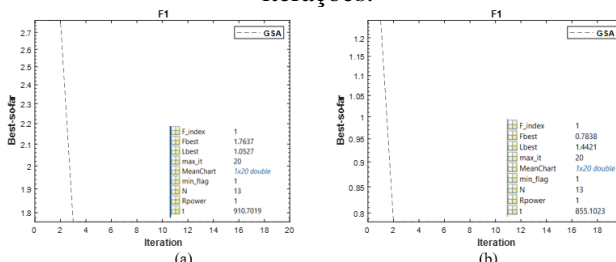 iterações.
F1
GSA
Best-so-far
2.7
2.6
2.5
2.4
2.3
2.2
2.1
2
1.9
1.8
F_index 1
Fbest 1.7637
Lbest 1.0527
max_it 20
MeanChart 1x20 double
min_flag 1
N 13
Rpower 1
t 910.7019
0 2 4 6 8 10 12 14 16 18 20
Iteration
(a)
F1
GSA
Best-so-far
1.2
1.1
1
0.95
0.9
0.85
0.8
F_index 1
Fbest 0.7838
Lbest 1.4421
max_it 20
MeanChart 1x20 double
min_flag 1
N 13
Rpower 1
t 855.1023
0 2 4 6 8 10 12 14 16 18 20
Iteration
(b)